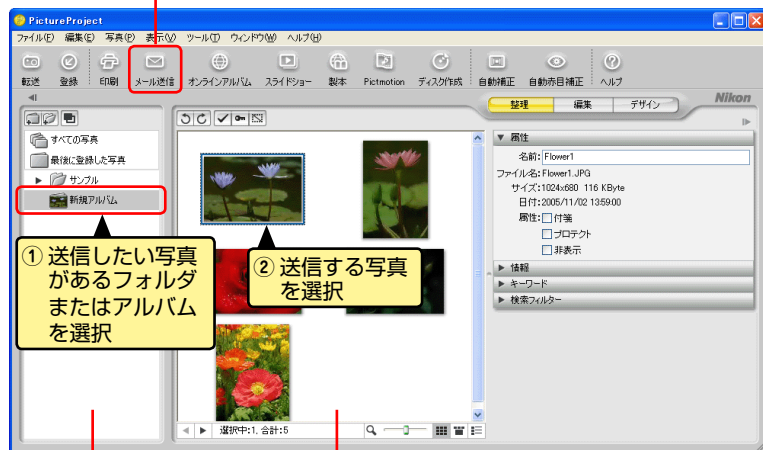 PictureProject
ファイル(F) 編集(E) 写真(P) 表示(V) ツール(T) ウィンドウ(W) ヘルプ(H)
転送 登録 印刷 メール送信 オンラインアルバム スライドショー 製本 Pictmotion ディスク作成 自動補正 自動赤目補正 ヘルプ
整理 編集 デザイン Nikon
すべての写真
最後に登録した写真
サンプル
新規アルバム
① 送信したい写真
があるフォルダ
またはアルバム
を選択
② 送信する写真
を選択
選択中:1, 合計:5
属性
名前: Flower1
ファイル名: Flower1.JPG
サイズ: 1024x680 116 KByte
日付: 2005/11/02 13:59:00
属性: 付箋
プロテクト
非表示
情報
キーワード
検索フィルター